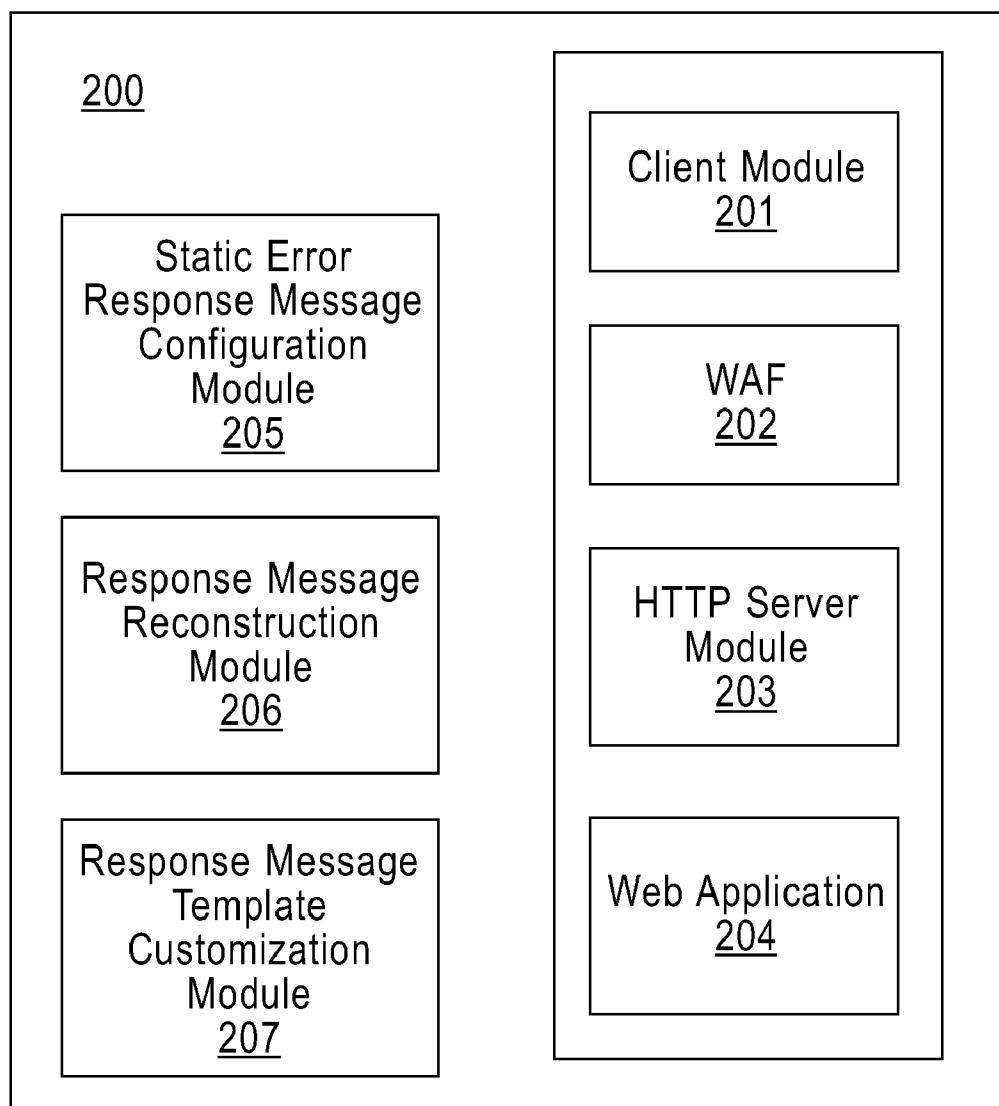 200
Static Error
Response Message
Configuration
Module
205
Response Message
Reconstruction
Module
206
Response Message
Template
Customization
Module
207
Client Module
201
WAF
202
HTTP Server
Module
203
Web Application
204